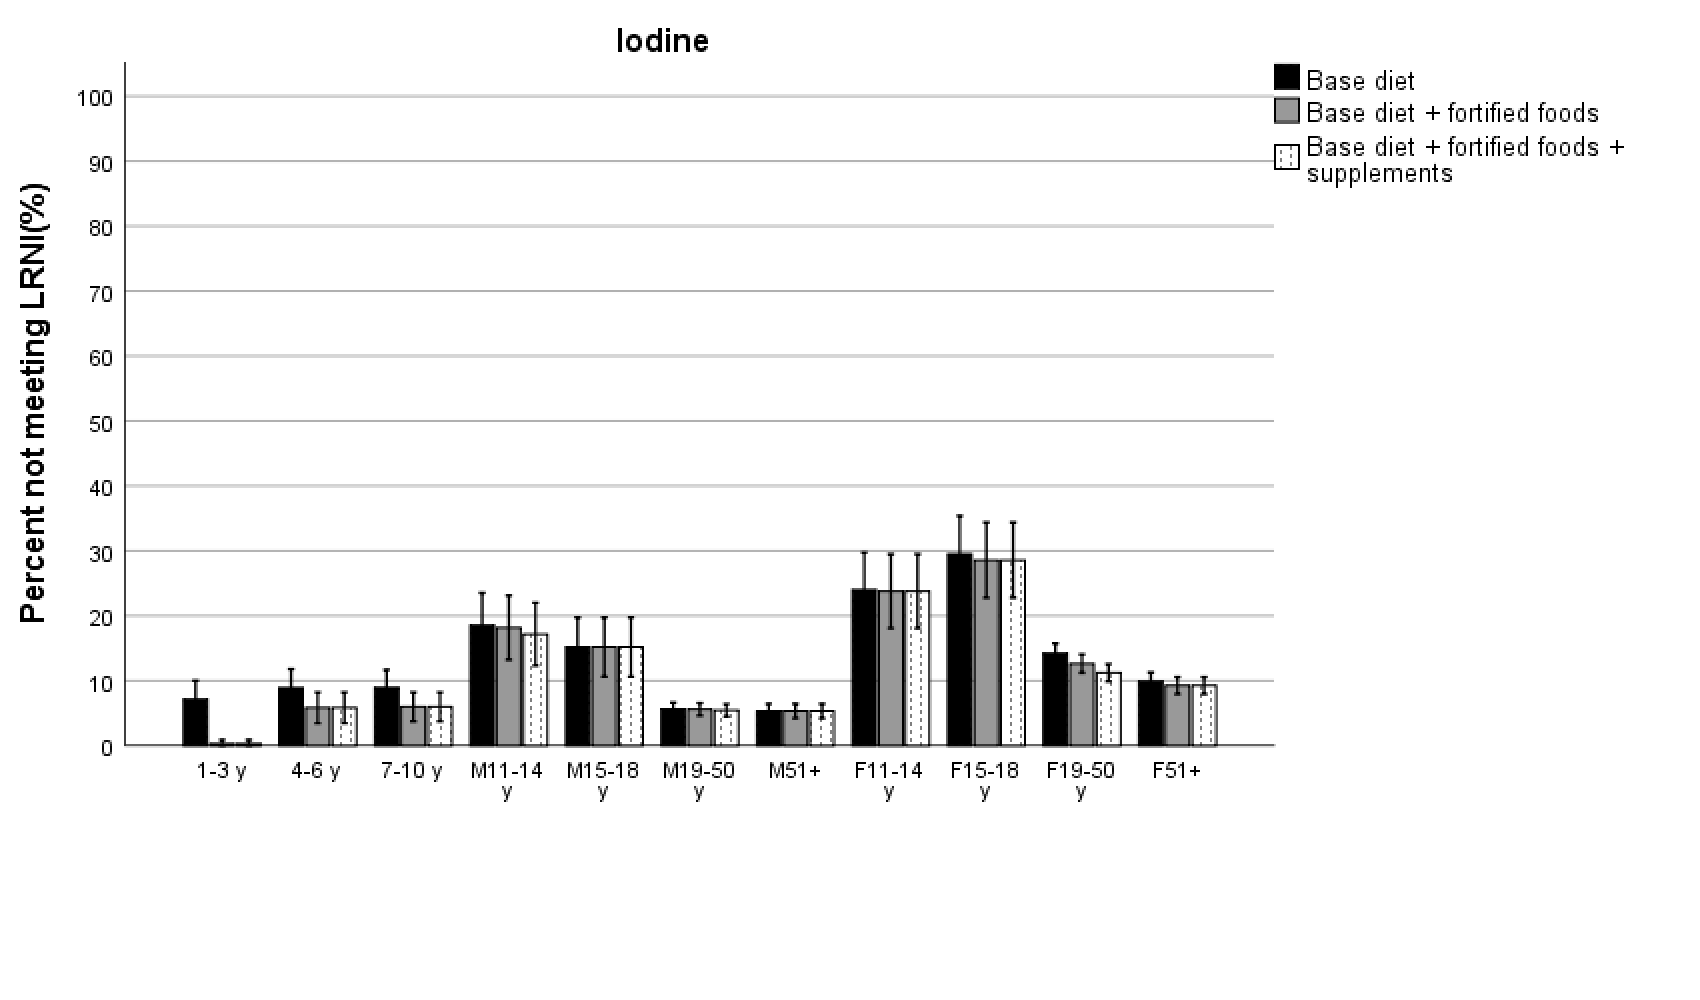 Iodine
Base diet
Base diet + fortified foods
Base diet + fortified foods +
supplements
Percent not meeting LRNI(%)
100
90
80
70
60
50
40
30
20
10
0
1-3 y
4-6 y
7-10 y
M11-14
y
M15-18
y
M19-50
y
M51+
F11-14
y
F15-18
y
F19-50
y
F51+